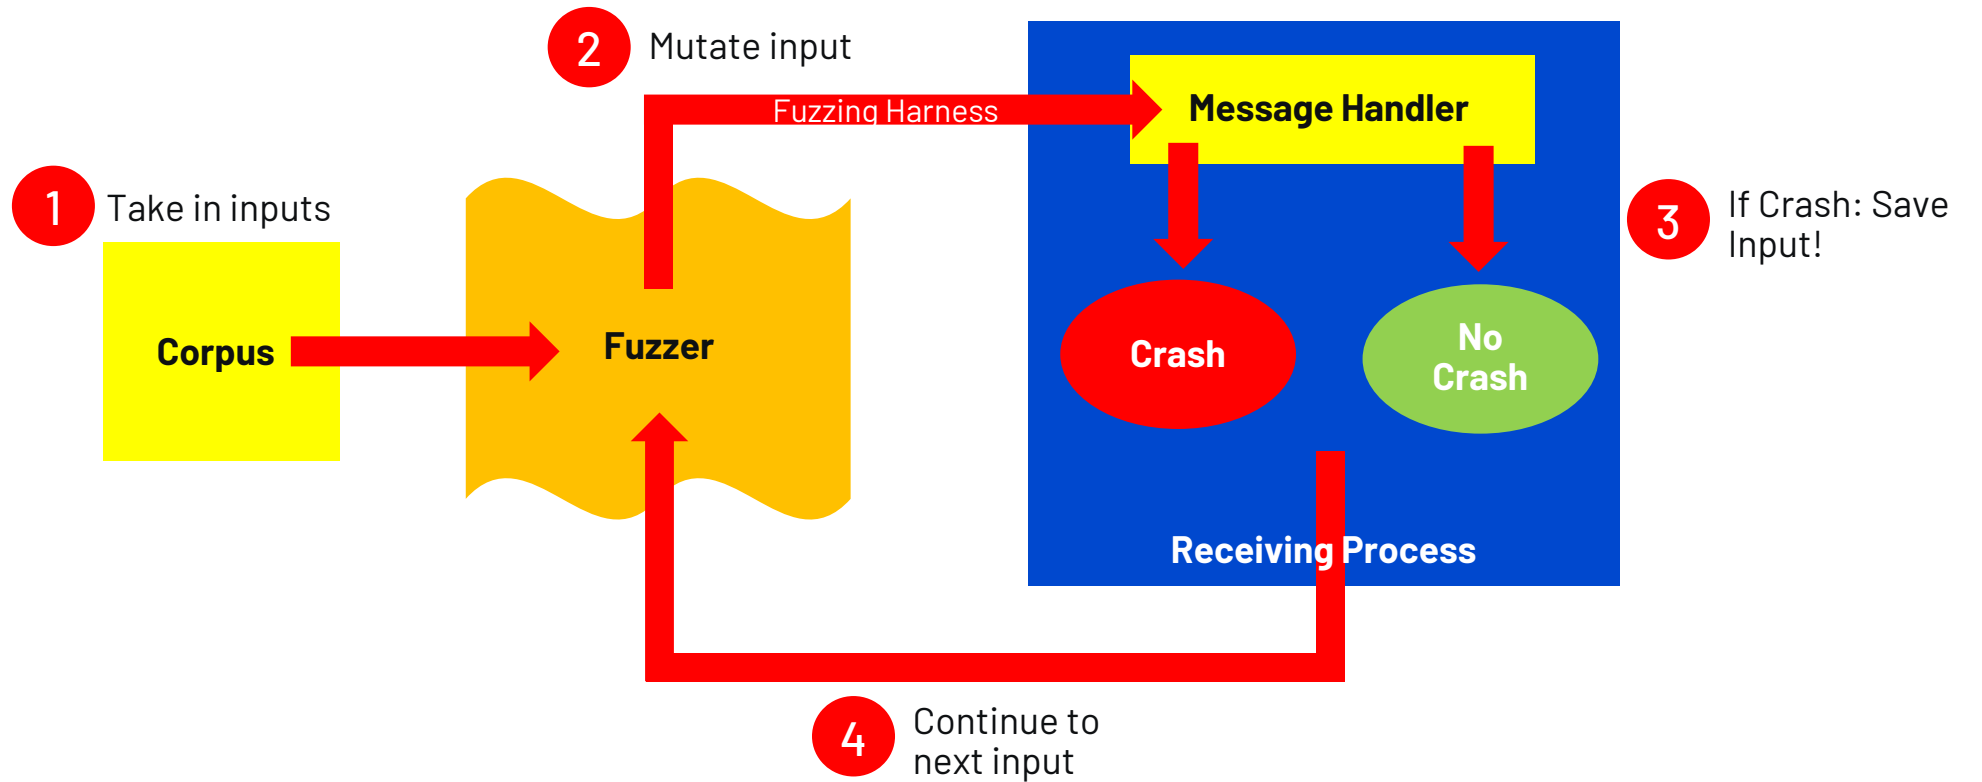 2
Mutate input
Fuzzing Harness
Message Handler
1
Take in inputs
3
If Crash: Save
Input!
Corpus
Fuzzer
Crash
No
Crash
Receiving Process
4
Continue to
next input